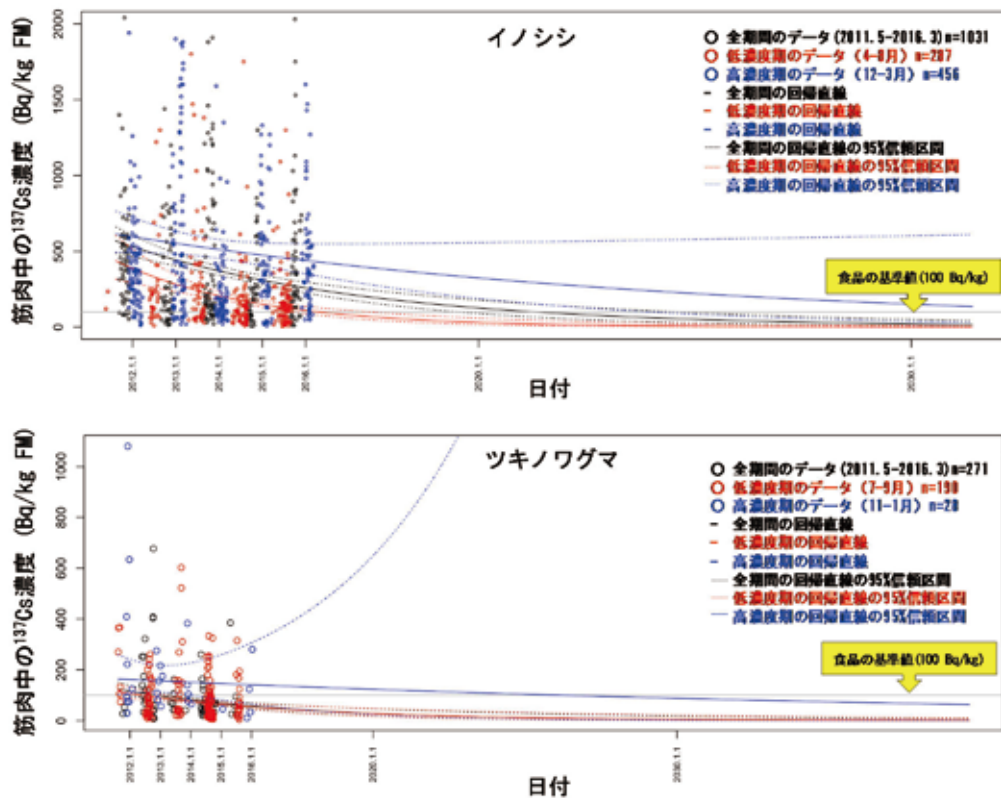 イノシシ
筋肉中の¹³⁷Cs濃度 (Bq/kg FM)
2000
1500
1000
500
0
全期間のデータ(2011.5-2016.3)n=1031
低濃度期のデータ (4-8月) n=287
高濃度期のデータ (12-3月) n=456
全期間の回帰直線
低濃度期の回帰直線
高濃度期の回帰直線
全期間の回帰直線の95%信頼区間
低濃度期の回帰直線の95%信頼区間
高濃度期の回帰直線の95%信頼区間
食品の基準値(100 Bq/kg)
2012.1.1
2013.1.1
2014.1.1
2015.1.1
2016.1.1
2020.1.1
2030.1.1
日付
ツキノワグマ
筋肉中の¹³⁷Cs濃度 (Bq/kg FM)
1000
800
600
400
200
0
全期間のデータ(2011.5-2016.3)n=271
低濃度期のデータ (7-9月) n=190
高濃度期のデータ (11-1月) n=20
全期間の回帰直線
低濃度期の回帰直線
高濃度期の回帰直線
全期間の回帰直線の95%信頼区間
低濃度期の回帰直線の95%信頼区間
高濃度期の回帰直線の95%信頼区間
食品の基準値(100 Bq/kg)
2012.1.1
2013.1.1
2014.1.1
2015.1.1
2016.1.1
2020.1.1
2030.1.1
日付